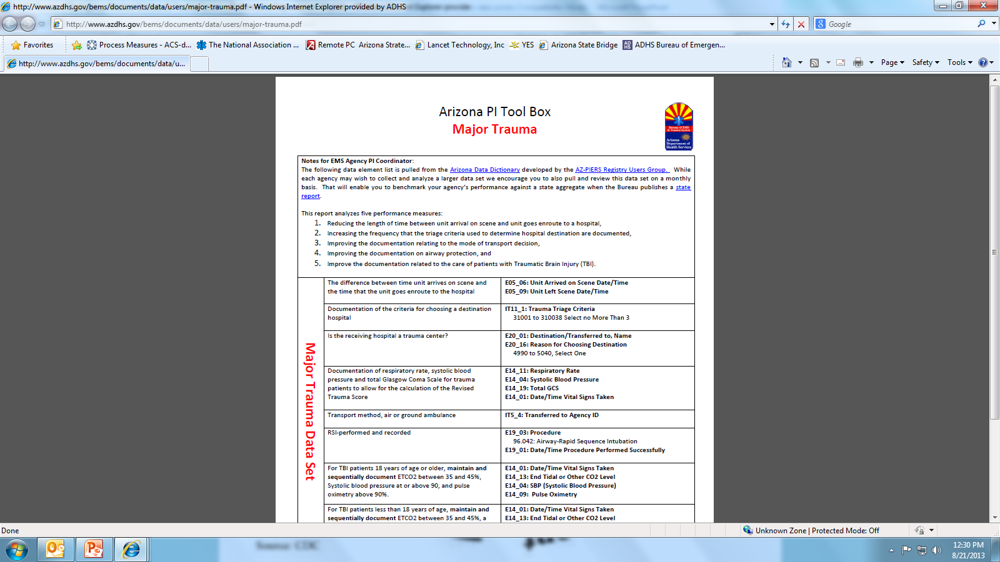 http://www.azdhs.gov/bems/documents/data/users/major-trauma.pdf - Windows Internet Explorer provided by ADHS
http://www.azdhs.gov/bems/documents/data/users/major-trauma.pdf
Google
Favorites
Process Measures - ACS-d...
The National Association ...
Remote PC Arizona Strate...
Lancet Technology, Inc
YES
Arizona State Bridge
ADHS Bureau of Emergen...
http://www.azdhs.gov/bems/documents/data/u...
Page
Safety
Tools
Arizona PI Tool Box
Major Trauma
Bureau of EMS
& Trauma System
Arizona
Department of
Health Services
Notes for EMS Agency PI Coordinator:
The following data element list is pulled from the Arizona Data Dictionary developed by the AZ-PIERS Registry Users Group. While
each agency may wish to collect and analyze a larger data set we encourage you to also pull and review this data set on a monthly
basis. That will enable you to benchmark your agency's performance against a state aggregate when the Bureau publishes a state
report.
This report analyzes five performance measures:
1. Reducing the length of time between unit arrival on scene and unit goes enroute to a hospital,
2. Increasing the frequency that the triage criteria used to determine hospital destination are documented,
3. Improving the documentation relating to the mode of transport decision,
4. Improving the documentation on airway protection, and
5. Improve the documentation related to the care of patients with Traumatic Brain Injury (TBI).
Major Trauma Data Set
The difference between time unit arrives on scene and
the time that the unit goes enroute to the hospital
E05_06: Unit Arrived on Scene Date/Time
E05_09: Unit Left Scene Date/Time
Documentation of the criteria for choosing a destination
hospital
IT11_1: Trauma Triage Criteria
31001 to 310038 Select no More Than 3
Is the receiving hospital a trauma center?
E20_01: Destination/Transferred to, Name
E20_16: Reason for Choosing Destination
4990 to 5040, Select One
Documentation of respiratory rate, systolic blood
pressure and total Glasgow Coma Scale for trauma
patients to allow for the calculation of the Revised
Trauma Score
E14_11: Respiratory Rate
E14_04: Systolic Blood Pressure
E14_19: Total GCS
E14_01: Date/Time Vital Signs Taken
Transport method, air or ground ambulance
IT5_4: Transferred to Agency ID
RSI-performed and recorded
E19_03: Procedure
96.042: Airway-Rapid Sequence Intubation
E19_01: Date/Time Procedure Performed Successfully
For TBI patients 18 years of age or older, maintain and
sequentially document ETCO2 between 35 and 45%,
Systolic blood pressure at or above 90, and pulse
oximetry above 90%.
E14_01: Date/Time Vital Signs Taken
E14_13: End Tidal or Other CO2 Level
E14_04: SBP (Systolic Blood Pressure)
E14_09: Pulse Oximetry
For TBI patients less than 18 years of age, maintain and
sequentially document ETCO2 between 35 and 45%, a
E14_01: Date/Time Vital Signs Taken
E14_13: End Tidal or Other CO2 Level
Done
Unknown Zone | Protected Mode: Off
Source: CDC
12:30 PM
8/21/2013